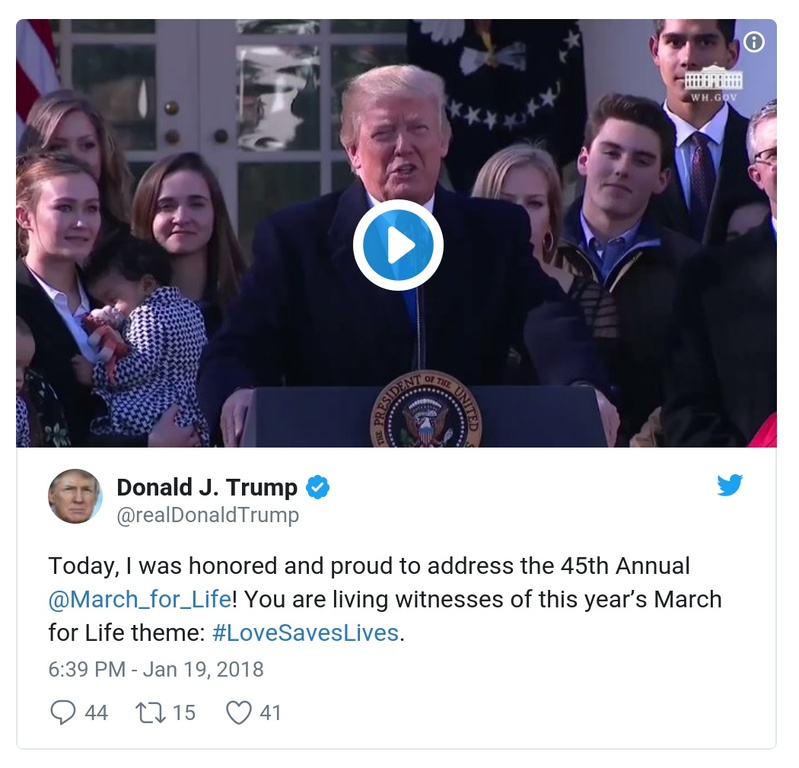 WH.GOV
PRESIDENT OF THE UNITED
Donald J. Trump
@realDonaldTrump
Today, I was honored and proud to address the 45th Annual
@March_for_Life! You are living witnesses of this year’s March
for Life theme: #LoveSavesLives.
6:39 PM - Jan 19, 2018
44 15 41